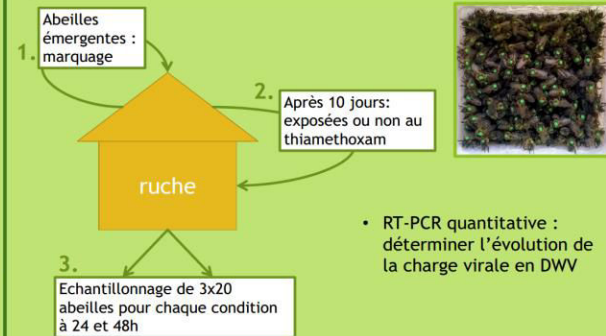 Abeilles
émergentes :
marquage
1.
2.
Après 10 jours:
exposées ou non au
thiamethoxam
ruche
3.
Echantillonnage de 3x20
abeilles pour chaque condition
à 24 et 48h
• RT-PCR quantitative :
déterminer l'évolution de
la charge virale en DWV